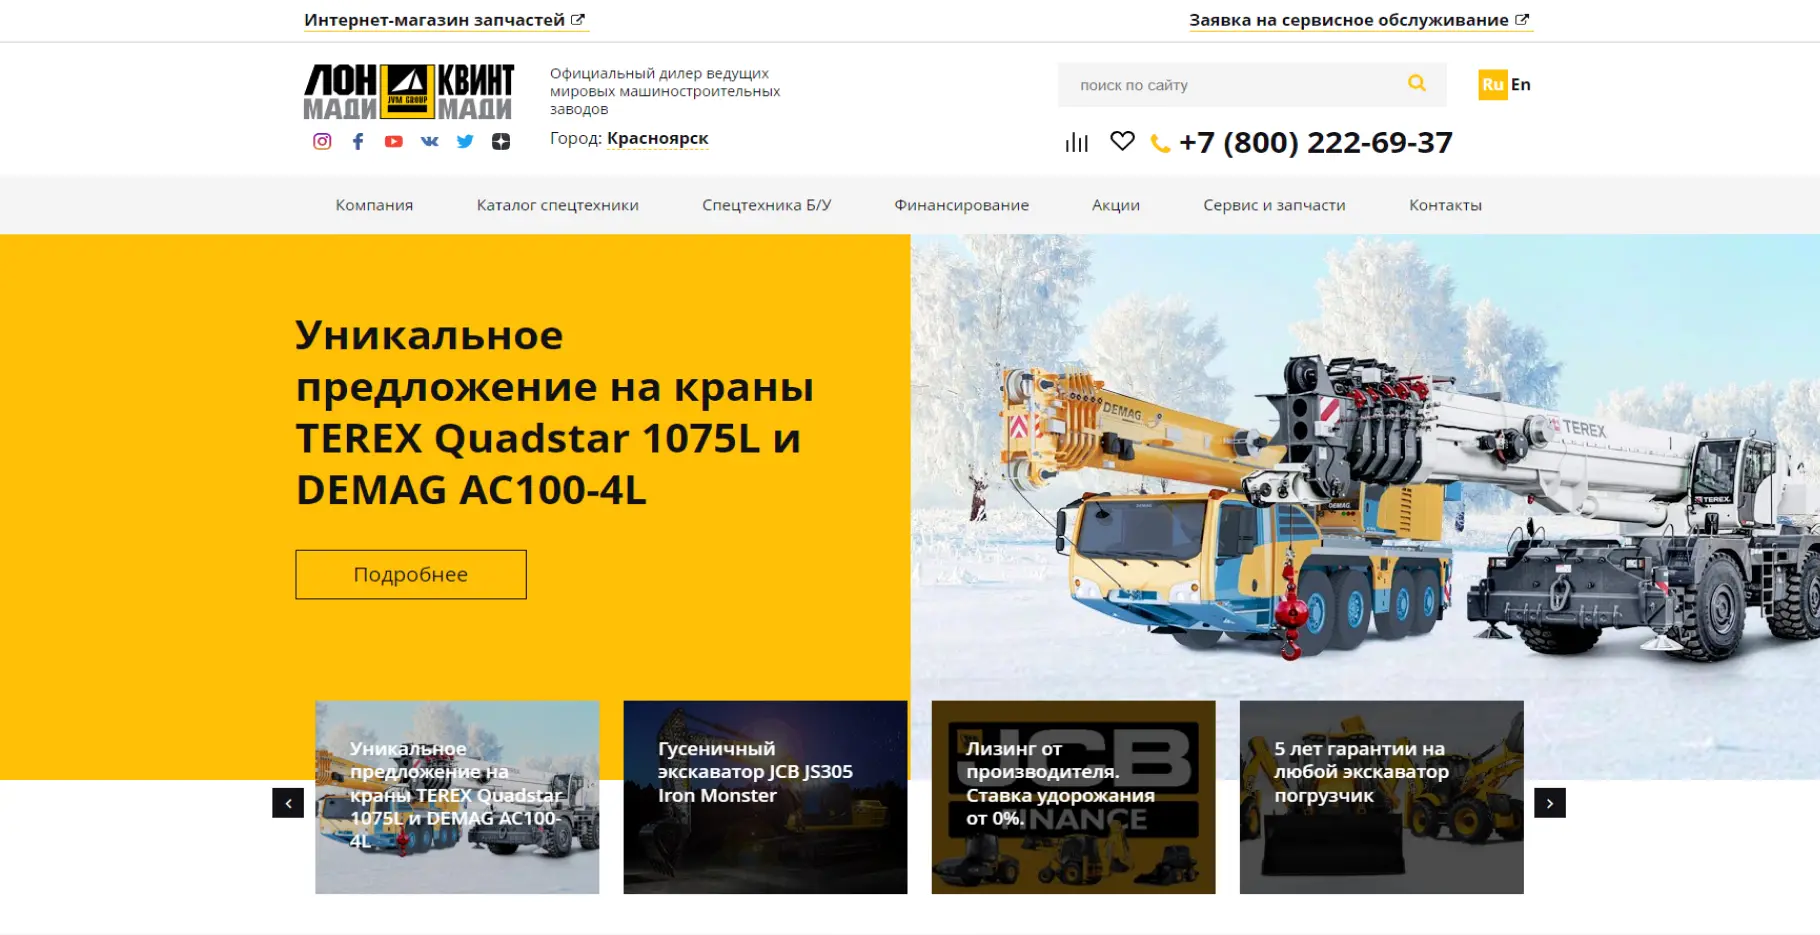 Интернет-магазин запчастей
Заявка на сервисное обслуживание
ЛОН
МАДИ
JVM GROUP
КВИНТ
МАДИ
Официальный дилер ведущих
мировых машиностроительных
заводов
Город: Красноярск
поиск по сайту
Ru En
+7 (800) 222-69-37
Компания
Каталог спецтехники
Спецтехника Б/У
Финансирование
Акции
Сервис и запчасти
Контакты
Уникальное
предложение на краны
TEREX Quadstar 1075L и
DEMAG AC100-4L
Подробнее
DEMAG
TEREX
DEMAG
TEREX
Уникальное
предложение на
краны TEREX Quadstar
1075L и DEMAG AC100-
4L
Гусеничный
экскаватор JCB JS305
Iron Monster
JCB
FINANCE
Лизинг от
производителя.
Ставка удорожания
от 0%.
5 лет гарантии на
любой экскаватор
погрузчик